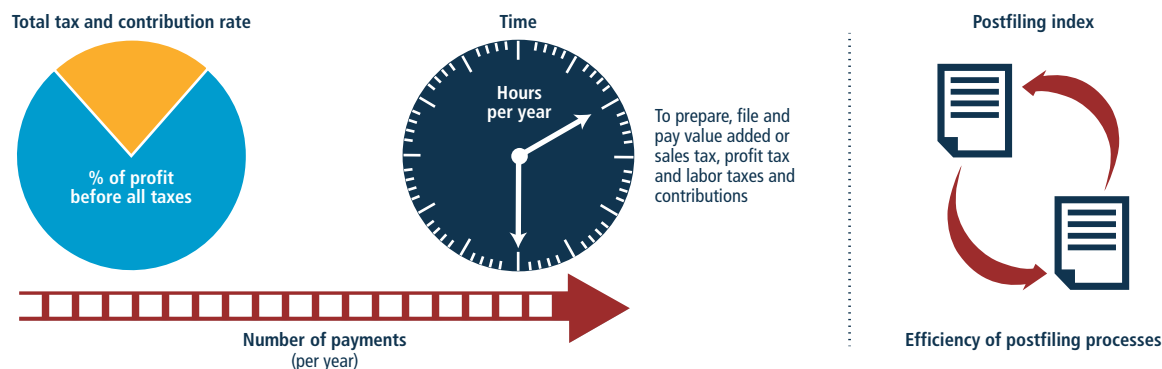 Total tax and contribution rate
% of profit
before all taxes
Time
Hours
per year
To prepare, file and
pay value added or
sales tax, profit tax
and labor taxes and
contributions
Number of payments
(per year)
Postfiling index
Efficiency of postfiling processes